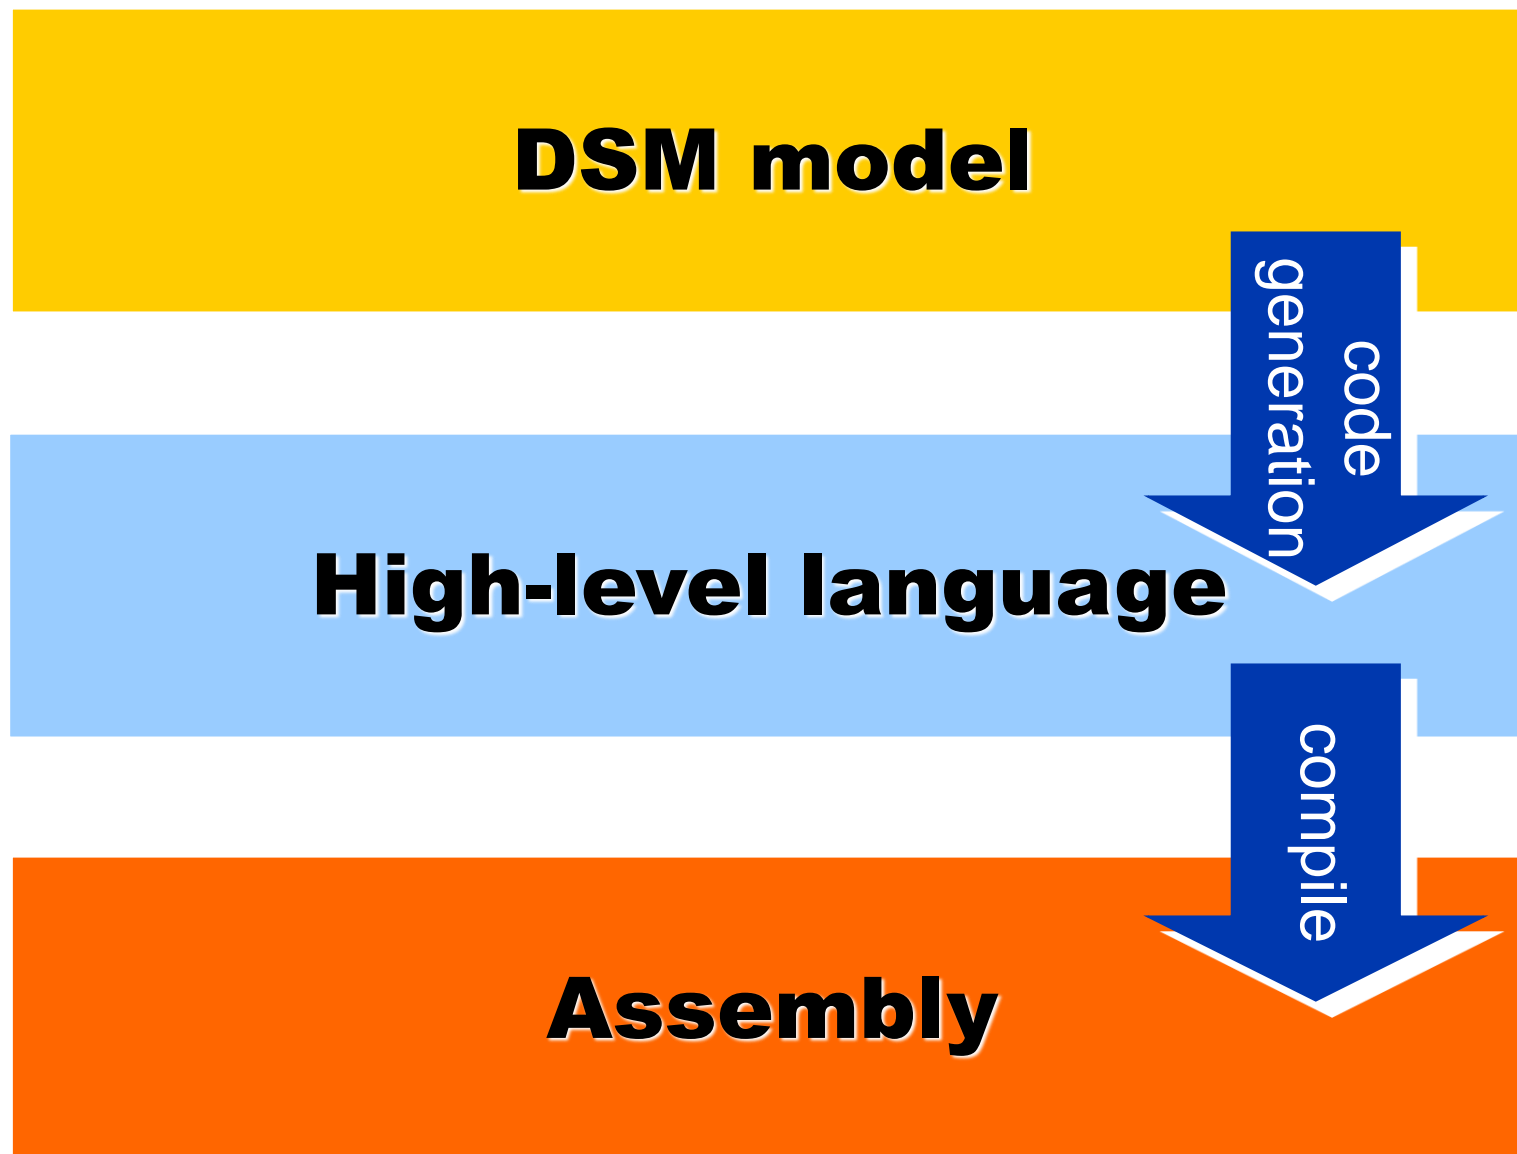 DSM model
code
generation
High-level language
compile
Assembly